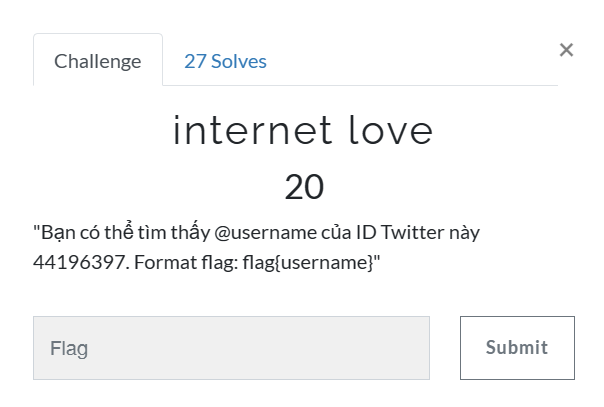 Challenge
27 Solves
×
internet love
20
"Bạn có thể tìm thấy @username của ID Twitter này
44196397. Format flag: flag{username}"
Flag
Submit